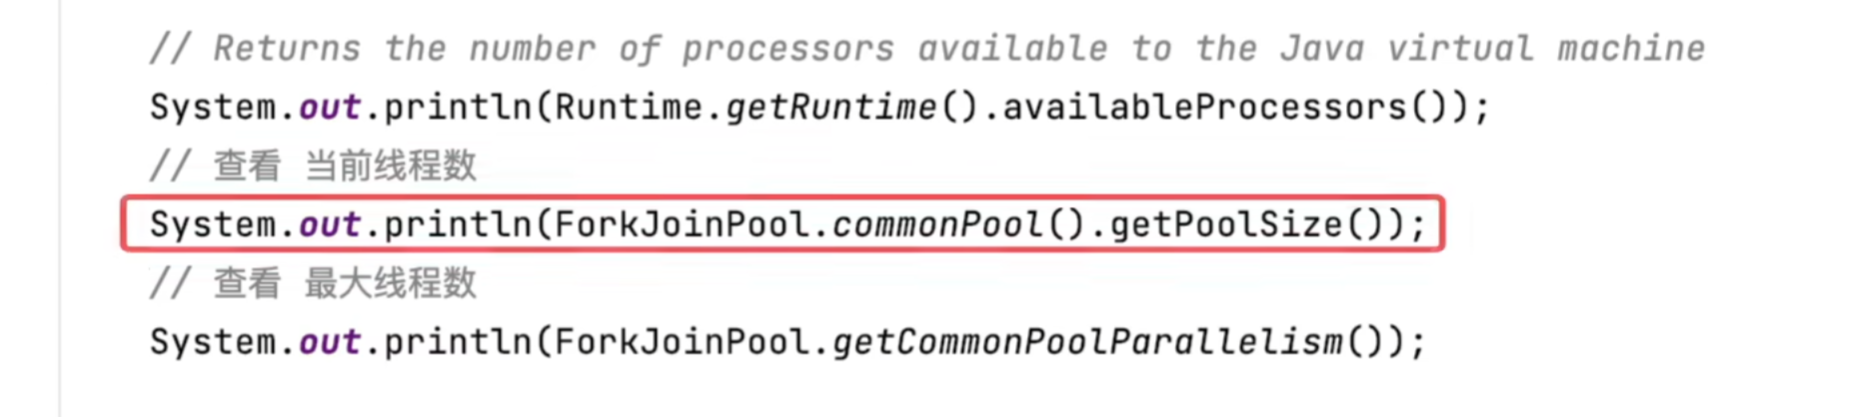 // Returns the number of processors available to the Java virtual machine
System.out.println(Runtime.getRuntime().availableProcessors());
// 查看 当前线程数
System.out.println(ForkJoinPool.commonPool().getPoolSize());
// 查看 最大线程数
System.out.println(ForkJoinPool.getCommonPoolParallelism());